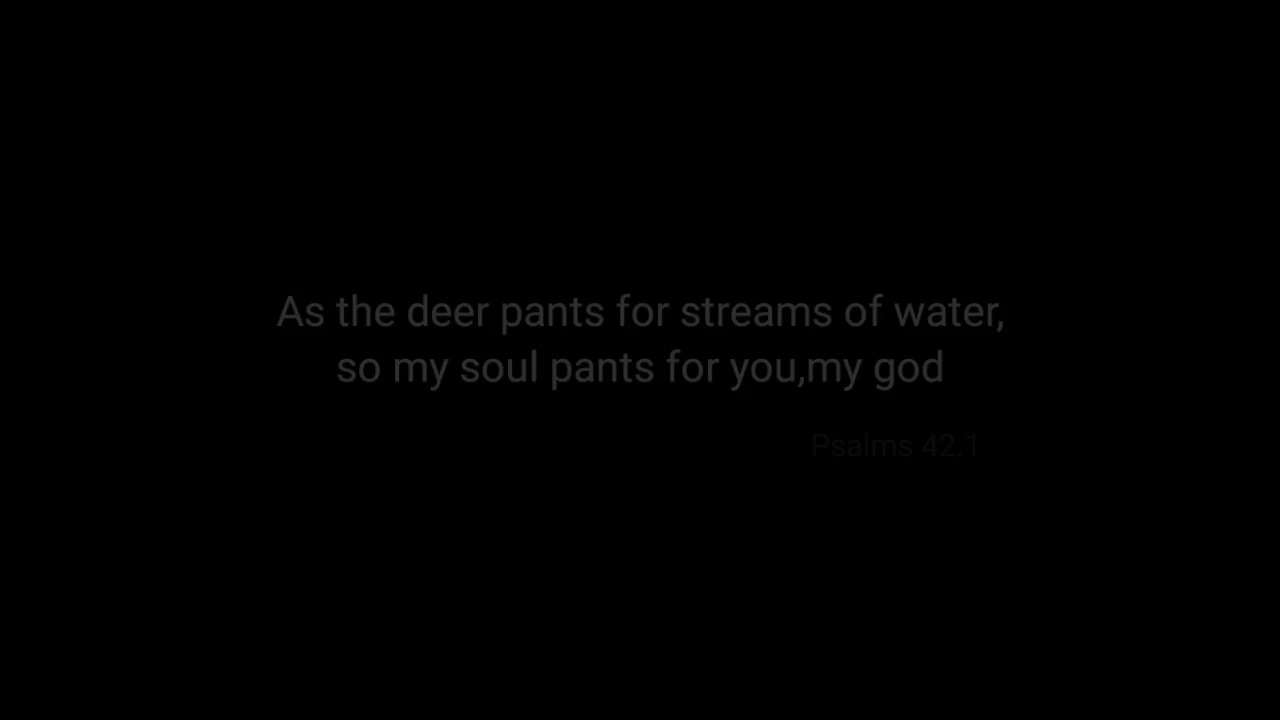 As the deer pants for streams of water,
so my soul pants for you,my god
Psalms 42.1